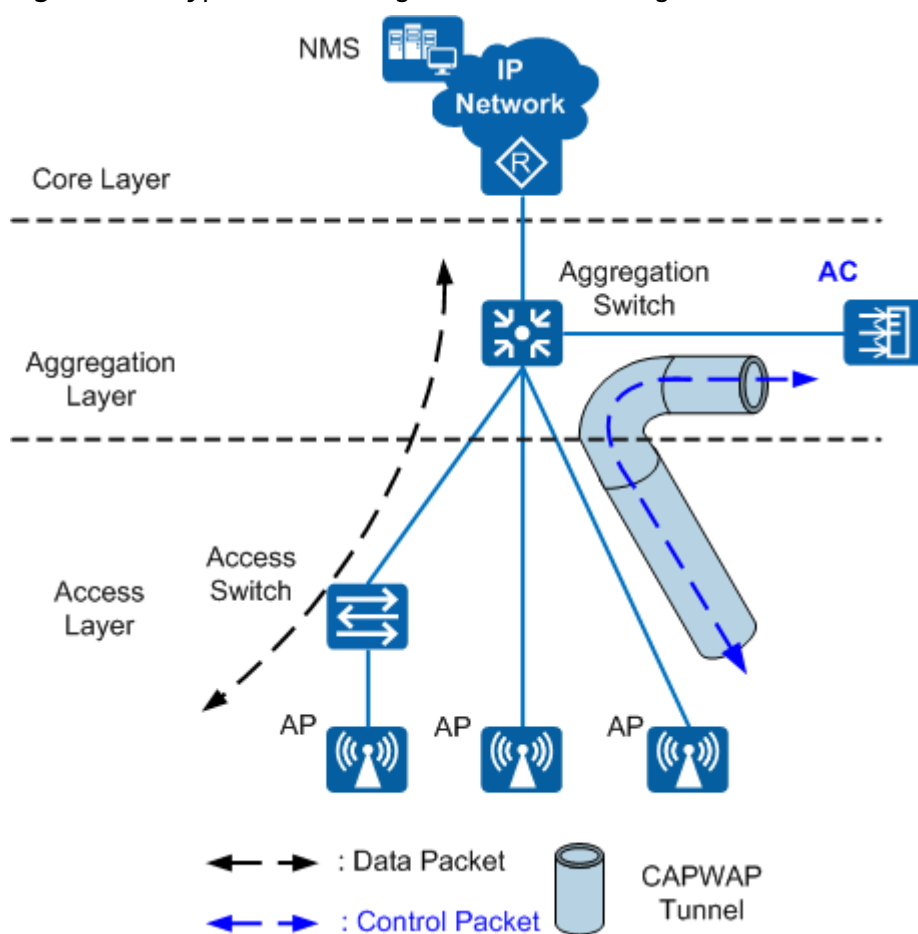 NMS
IP
Network
R
Core Layer
Aggregation
Switch
AC
Aggregation
Layer
Access
Switch
Access
Layer
AP
AP
AP
: Data Packet
: Control Packet
CAPWAP
Tunnel